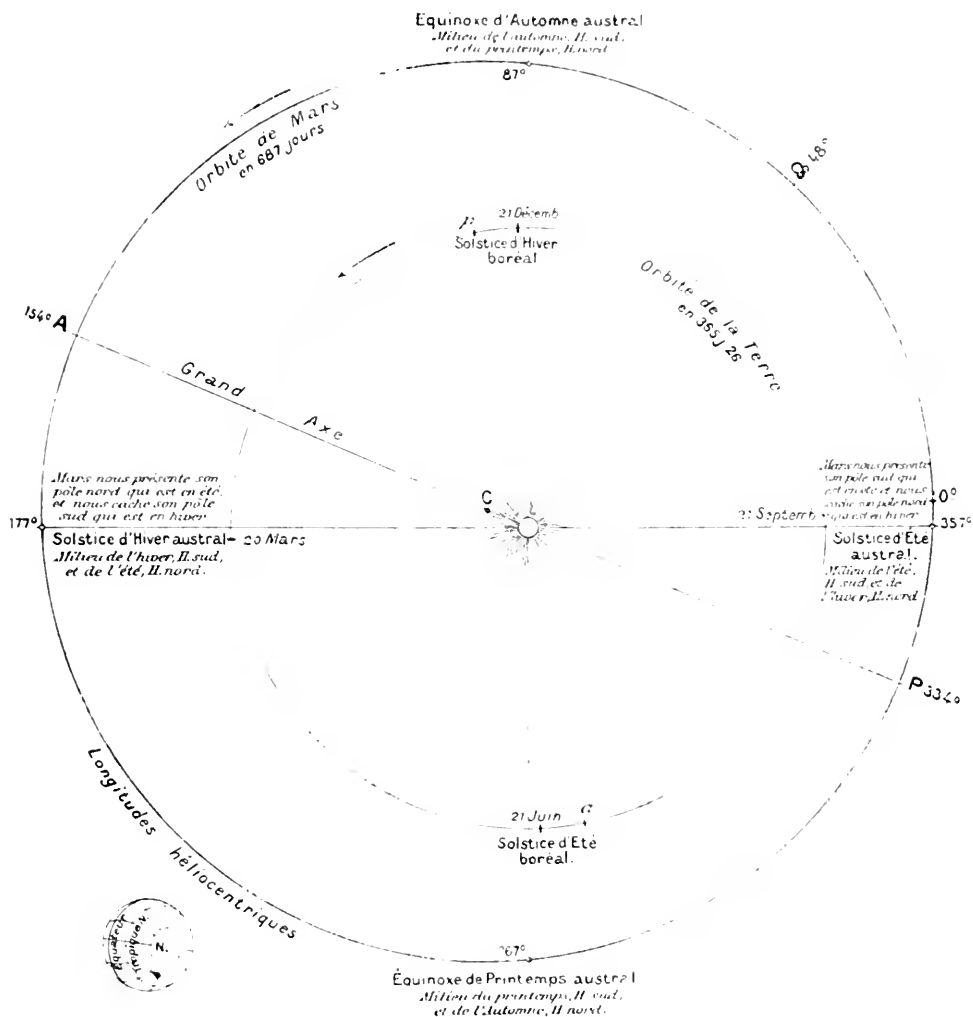 Equinoxe d'Automne austral
Milieu de l'automne, H. sud,
et du printemps, H. nord
87°
Orbite de Mars
en 687 jours
48°
p
21 Décemb
Solstice d'Hiver
boréal
Orbite de la Terre
en 365 j 26
154° A
Grand Axe
Mars nous présente son
pôle nord qui est en été,
et nous cache son pôle
sud qui est en hiver
177°
Solstice d'Hiver austral - 20 Mars
Milieu de l'hiver, H. sud,
et de l'été, H. nord.
C
Mars nous présente
son pôle sud qui
est en été et nous
cache son pôle nord
qui est en hiver
0°
Septemb
357°
Solstice d'Eté
austral.
Milieu de l'été,
H. sud et de
l'hiver, H. nord
P 334°
21 Juin
a
Solstice d'Eté
boréal.
Longitudes héliocentriques
Équateur
Tropique N.
N.
67°
Équinoxe de Printemps austral
Milieu du printemps, H. sud,
et de l'Automne, H. nord.